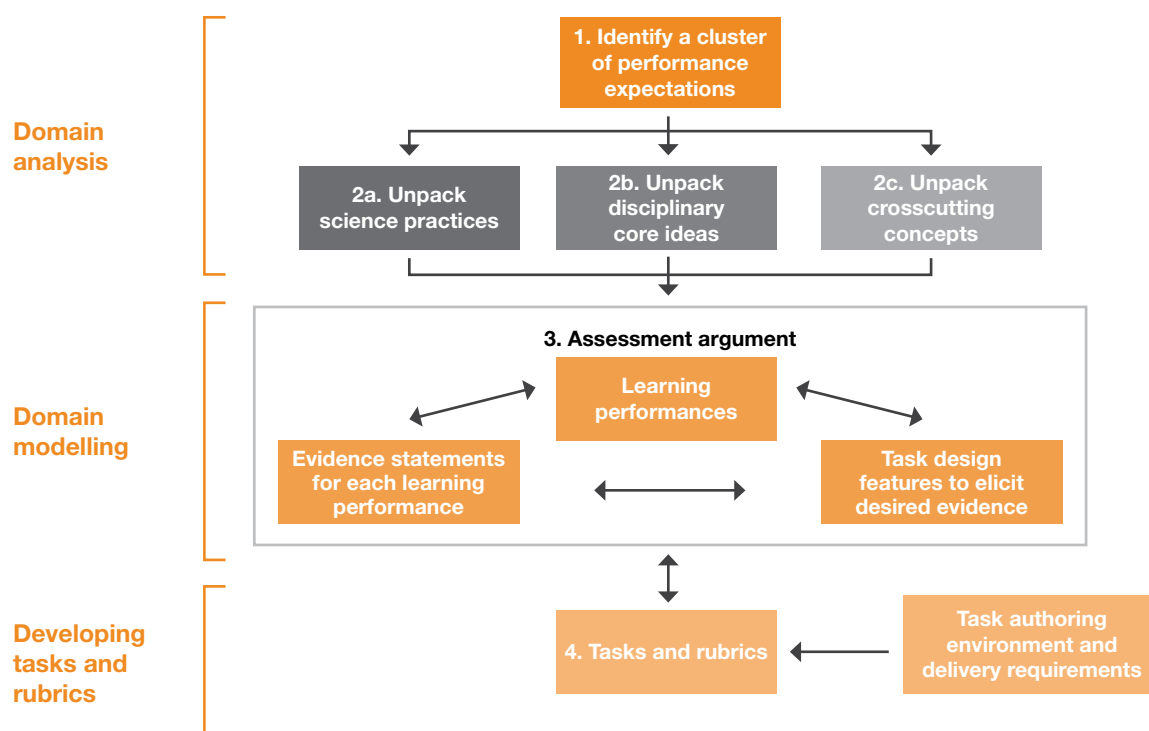 1. Identify a cluster
of performance
expectations
Domain
analysis
2a. Unpack
science practices
2b. Unpack
disciplinary
core ideas
2c. Unpack
crosscutting
concepts
3. Assessment argument
Learning
performances
Domain
modelling
Evidence statements
for each learning
performance
Task design
features to elicit
desired evidence
Developing
tasks and
rubrics
4. Tasks and rubrics
Task authoring
environment and
delivery requirements